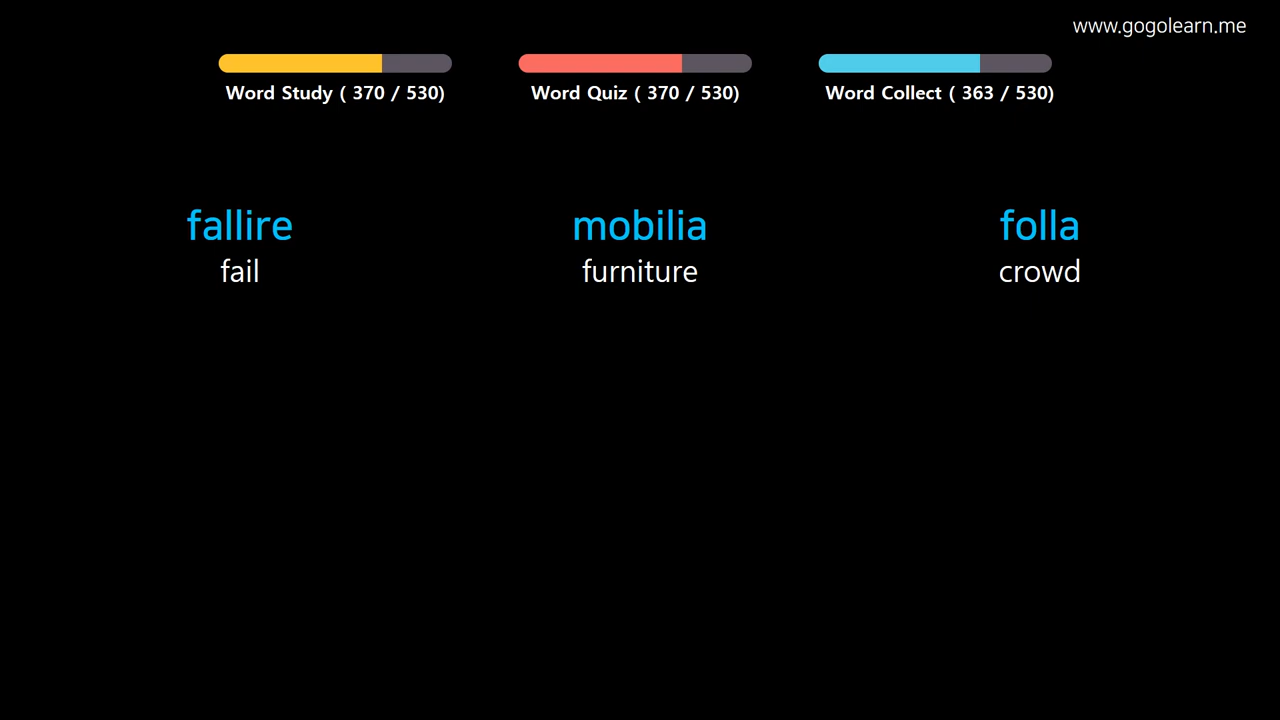 www.gogolearn.me
Word Study ( 370 / 530) Word Quiz ( 370 / 530) Word Collect ( 363 / 530)
fallire mobilia folla
fail furniture crowd